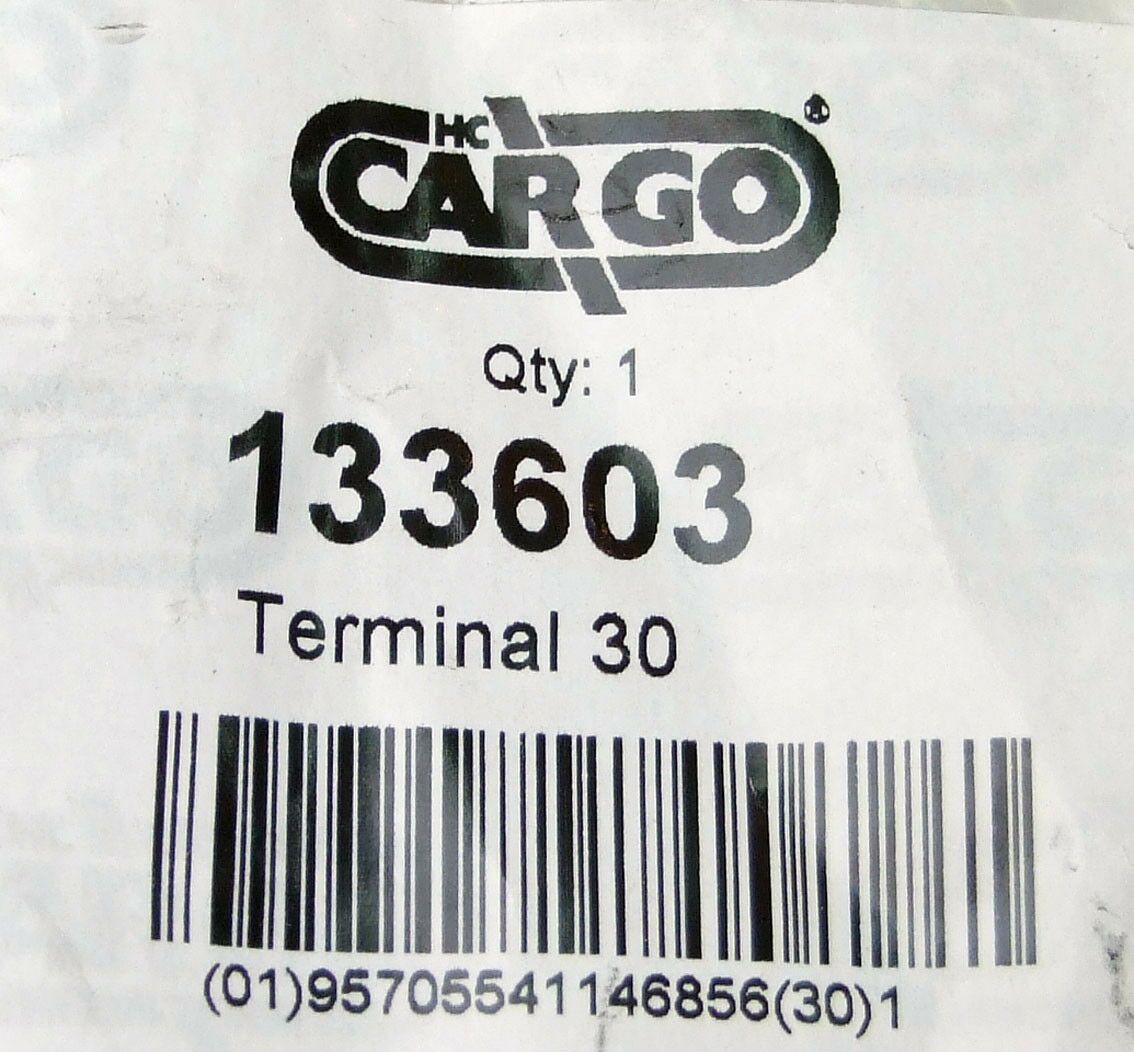 HC
CARGO®
Qty: 1
133603
Terminal 30
(01)95705541146856(30)1